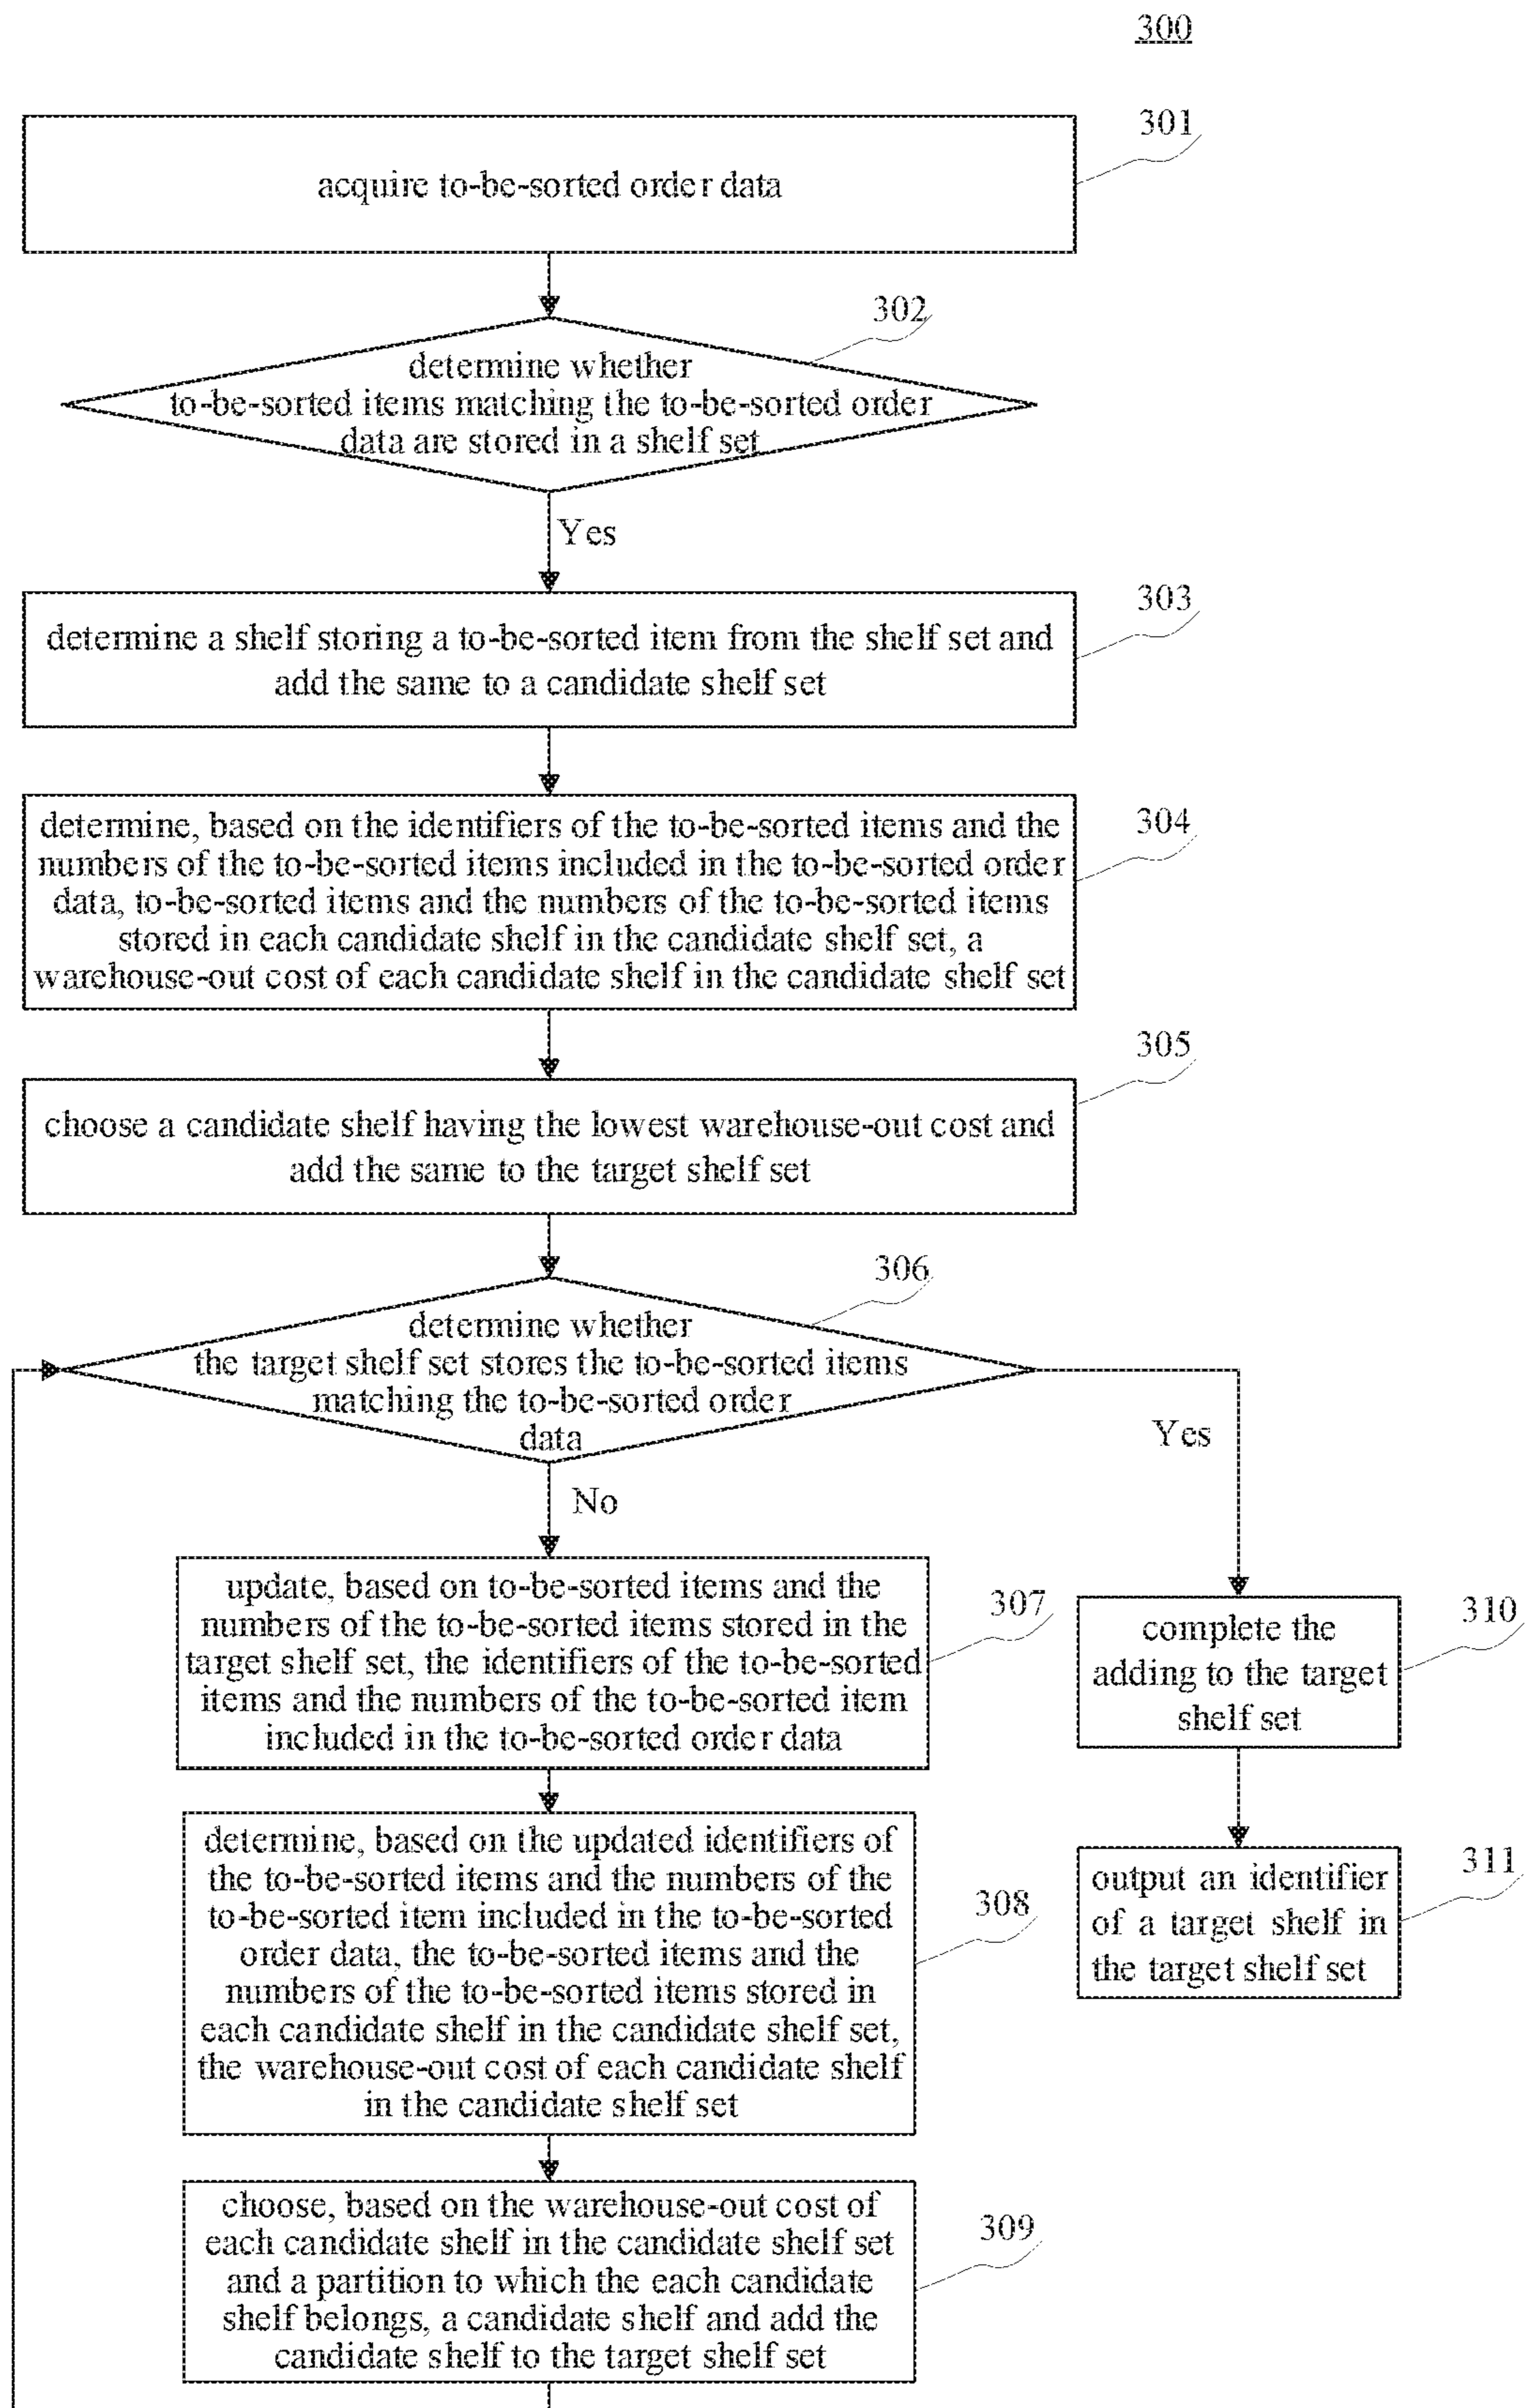 300
301
acquire to-be-sorted order data
302
determine whether
to-be-sorted items matching the to-be-sorted order
data are stored in a shelf set
Yes
303
determine a shelf storing a to-be-sorted item from the shelf set and
add the same to a candidate shelf set
304
determine, based on the identifiers of the to-be-sorted items and the
numbers of the to-be-sorted items included in the to-be-sorted order
data, to-be-sorted items and the numbers of the to-be-sorted items
stored in each candidate shelf in the candidate shelf set, a
warehouse-out cost of each candidate shelf in the candidate shelf set
305
choose a candidate shelf having the lowest warehouse-out cost and
add the same to the target shelf set
306
determine whether
the target shelf set stores the to-be-sorted items
matching the to-be-sorted order
data
Yes
No
307
update, based on to-be-sorted items and the
numbers of the to-be-sorted items stored in the
target shelf set, the identifiers of the to-be-sorted
items and the numbers of the to-be-sorted item
included in the to-be-sorted order data
310
complete the
adding to the target
shelf set
308
determine, based on the updated identifiers of
the to-be-sorted items and the numbers of the
to-be-sorted item included in the to-be-sorted
order data, the to-be-sorted items and the
numbers of the to-be-sorted items stored in
each candidate shelf in the candidate shelf set,
the warehouse-out cost of each candidate shelf
in the candidate shelf set
311
output an identifier
of a target shelf in
the target shelf set
309
choose, based on the warehouse-out cost of
each candidate shelf in the candidate shelf set
and a partition to which the each candidate
shelf belongs, a candidate shelf and add the
candidate shelf to the target shelf set